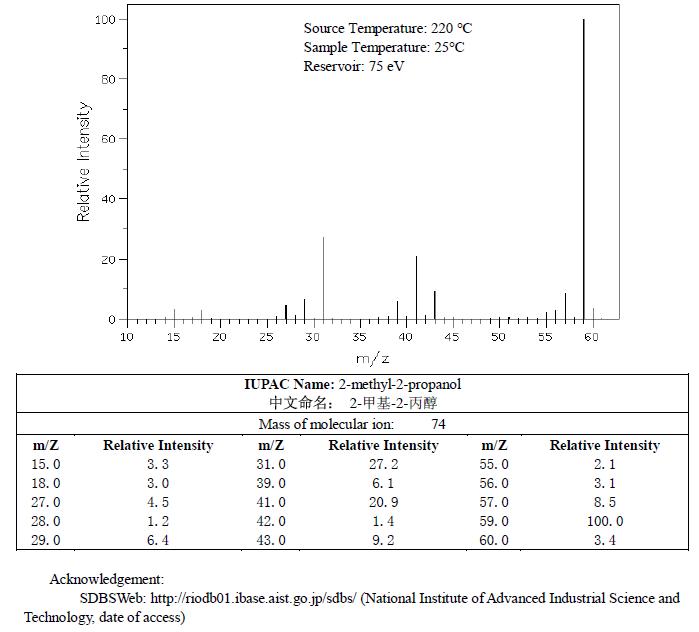 Source Temperature: 220 °C
Sample Temperature: 25°C
Reservoir: 75 eV
100
80
60
40
20
0
Relative Intensity
10 15 20 25 30 35 40 45 50 55 60
m/z
IUPAC Name: 2-methyl-2-propanol
中文命名： 2-甲基-2-丙醇
Mass of molecular ion: 74
m/Z Relative Intensity m/Z Relative Intensity m/Z Relative Intensity
15.0 3.3 31.0 27.2 55.0 2.1
18.0 3.0 39.0 6.1 56.0 3.1
27.0 4.5 41.0 20.9 57.0 8.5
28.0 1.2 42.0 1.4 59.0 100.0
29.0 6.4 43.0 9.2 60.0 3.4
Acknowledgement:
SDBSWeb: http://riodb01.ibase.aist.go.jp/sdbs/ (National Institute of Advanced Industrial Science and
Technology, date of access)